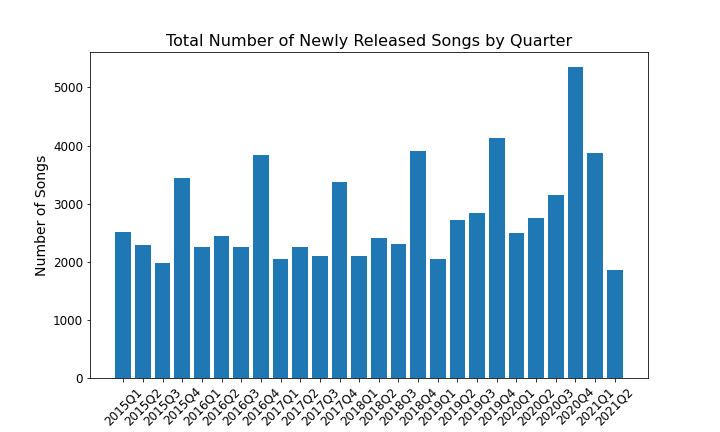 Total Number of Newly Released Songs by Quarter
Number of Songs
5000
4000
3000
2000
1000
0
2015Q1
2015Q2
2015Q3
2015Q4
2016Q1
2016Q2
2016Q3
2016Q4
2017Q1
2017Q2
2017Q3
2017Q4
2018Q1
2018Q2
2018Q3
2018Q4
2019Q1
2019Q2
2019Q3
2019Q4
2020Q1
2020Q2
2020Q3
2020Q4
2021Q1
2021Q2